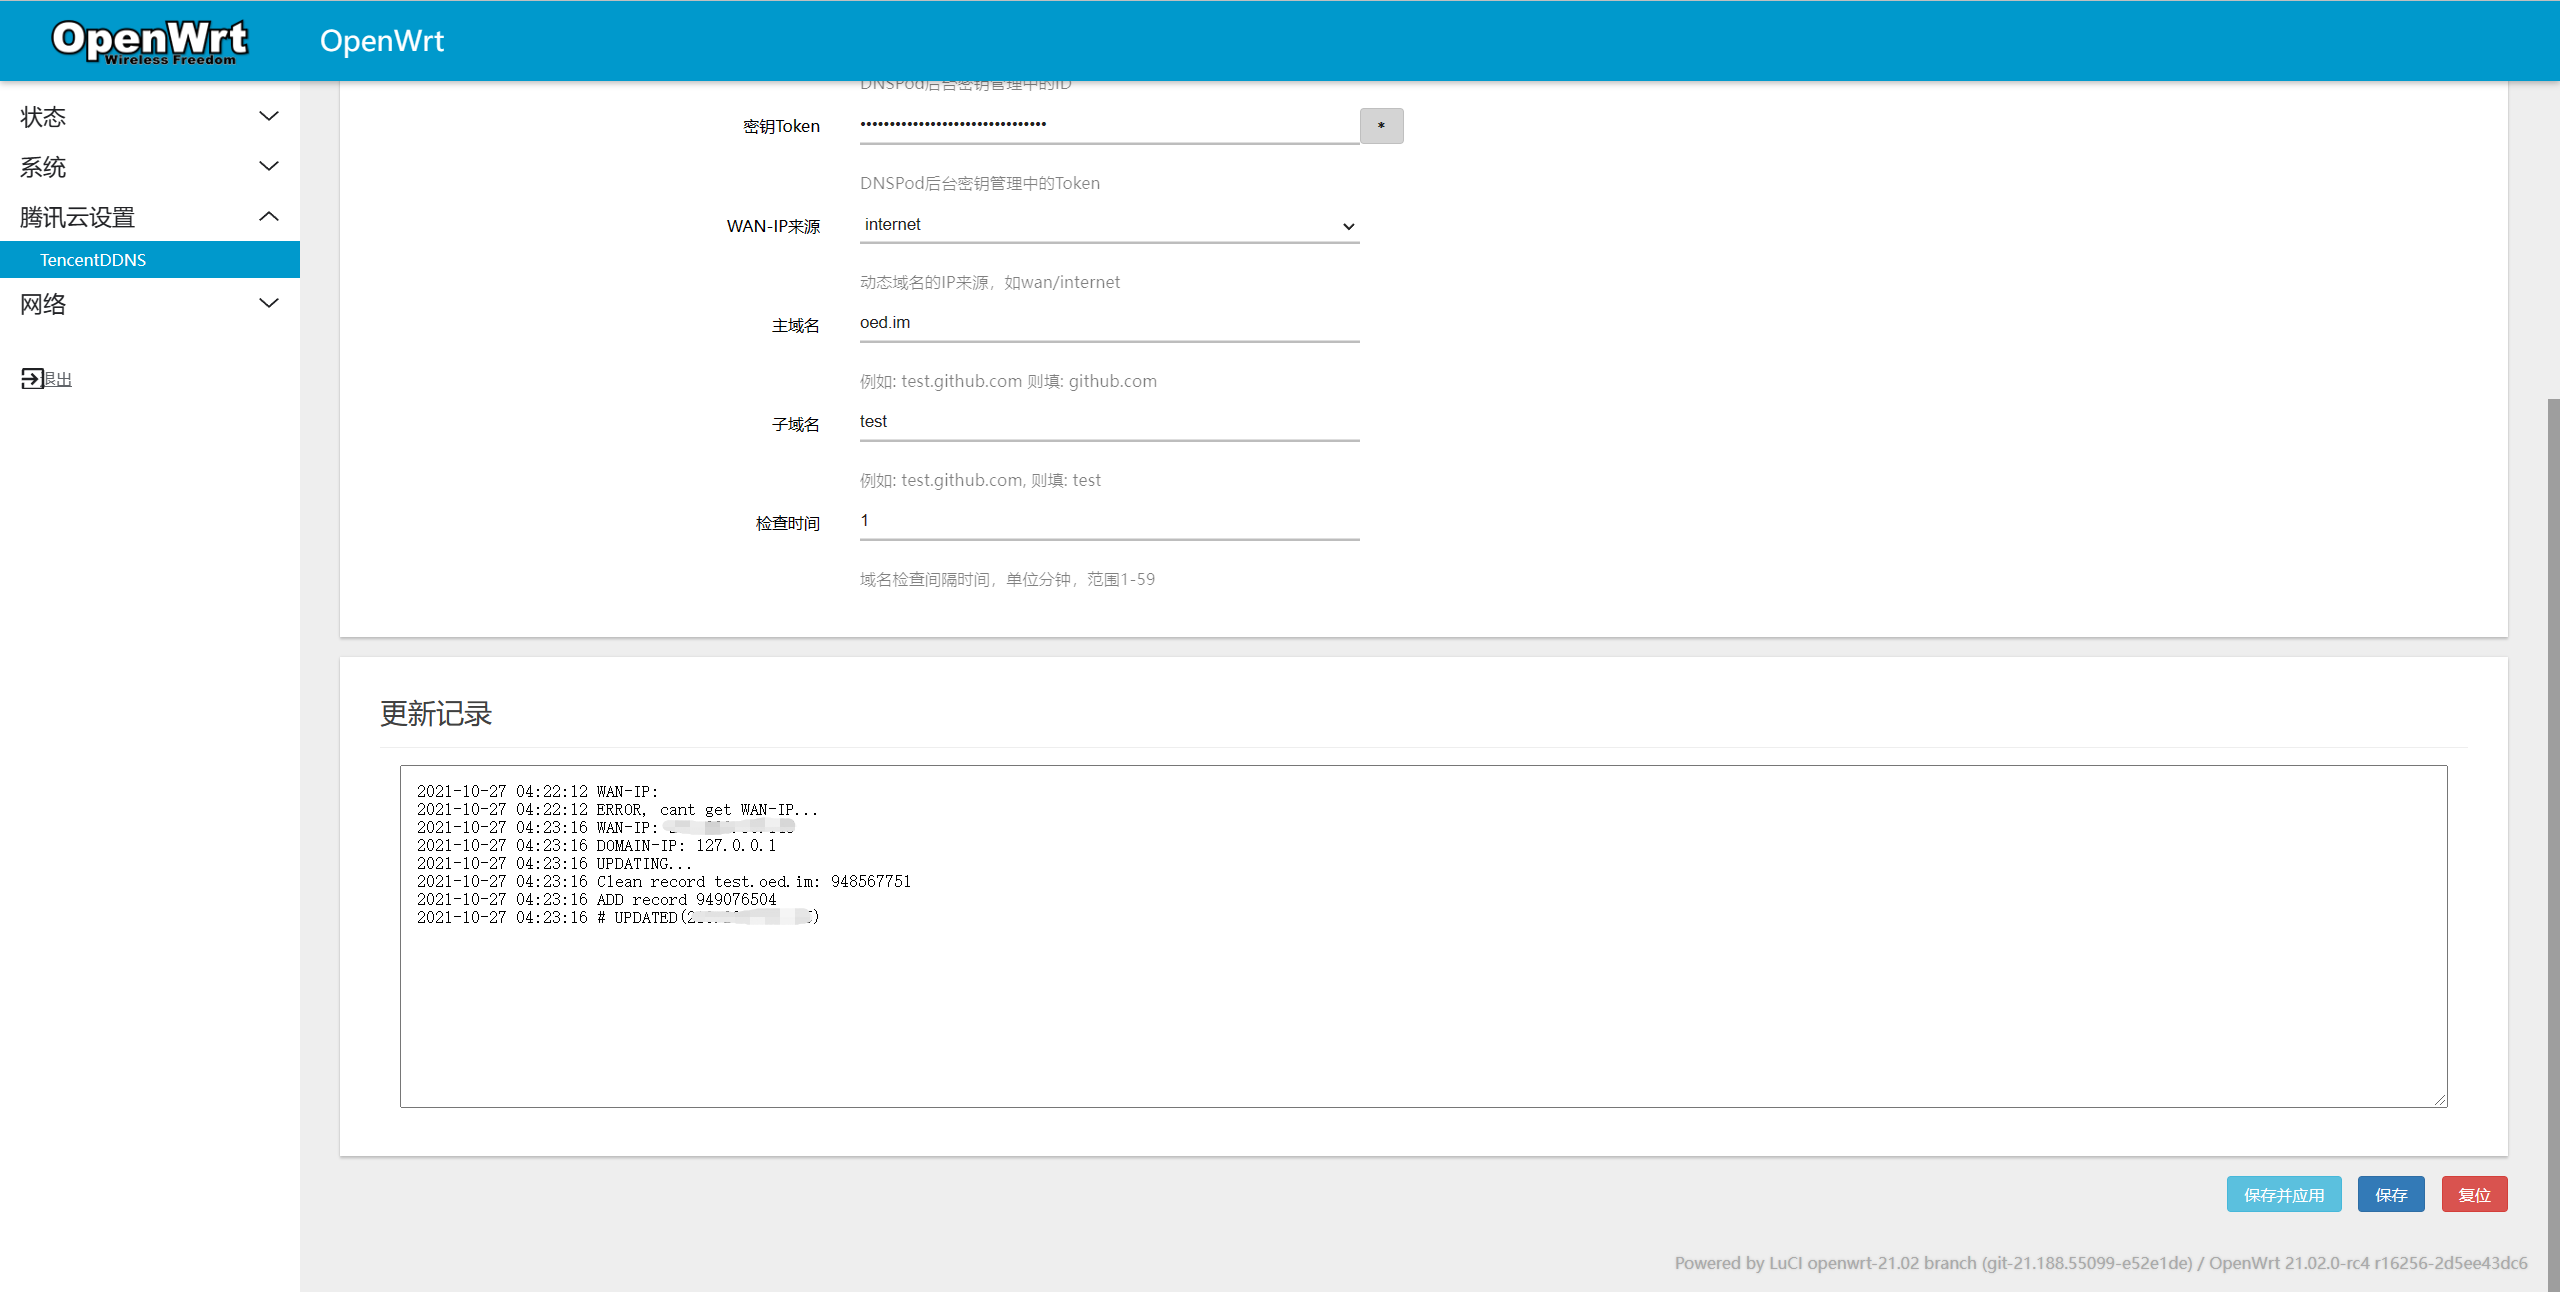 OpenWrt
Wireless Freedom
OpenWrt
状态
系统
腾讯云设置
TencentDDNS
网络
退出
DNSPod后台密钥管理中的ID
密钥Token
••••••••••••••••••••••••••••••••
*
DNSPod后台密钥管理中的Token
WAN-IP来源
internet
动态域名的IP来源，如wan/internet
主域名
oed.im
例如: test.github.com 则填: github.com
子域名
test
例如: test.github.com, 则填: test
检查时间
1
域名检查间隔时间，单位分钟，范围1-59
更新记录
2021-10-27 04:22:12 WAN-IP:
2021-10-27 04:22:12 ERROR, cant get WAN-IP...
2021-10-27 04:23:16 WAN-IP:
2021-10-27 04:23:16 DOMAIN-IP: 127.0.0.1
2021-10-27 04:23:16 UPDATING...
2021-10-27 04:23:16 Clean record test.oed.im: 948567751
2021-10-27 04:23:16 ADD record 949076504
2021-10-27 04:23:16 # UPDATED( )
保存并应用
保存
复位
Powered by LuCI openwrt-21.02 branch (git-21.188.55099-e52e1de) / OpenWrt 21.02.0-rc4 r16256-2d5ee43dc6